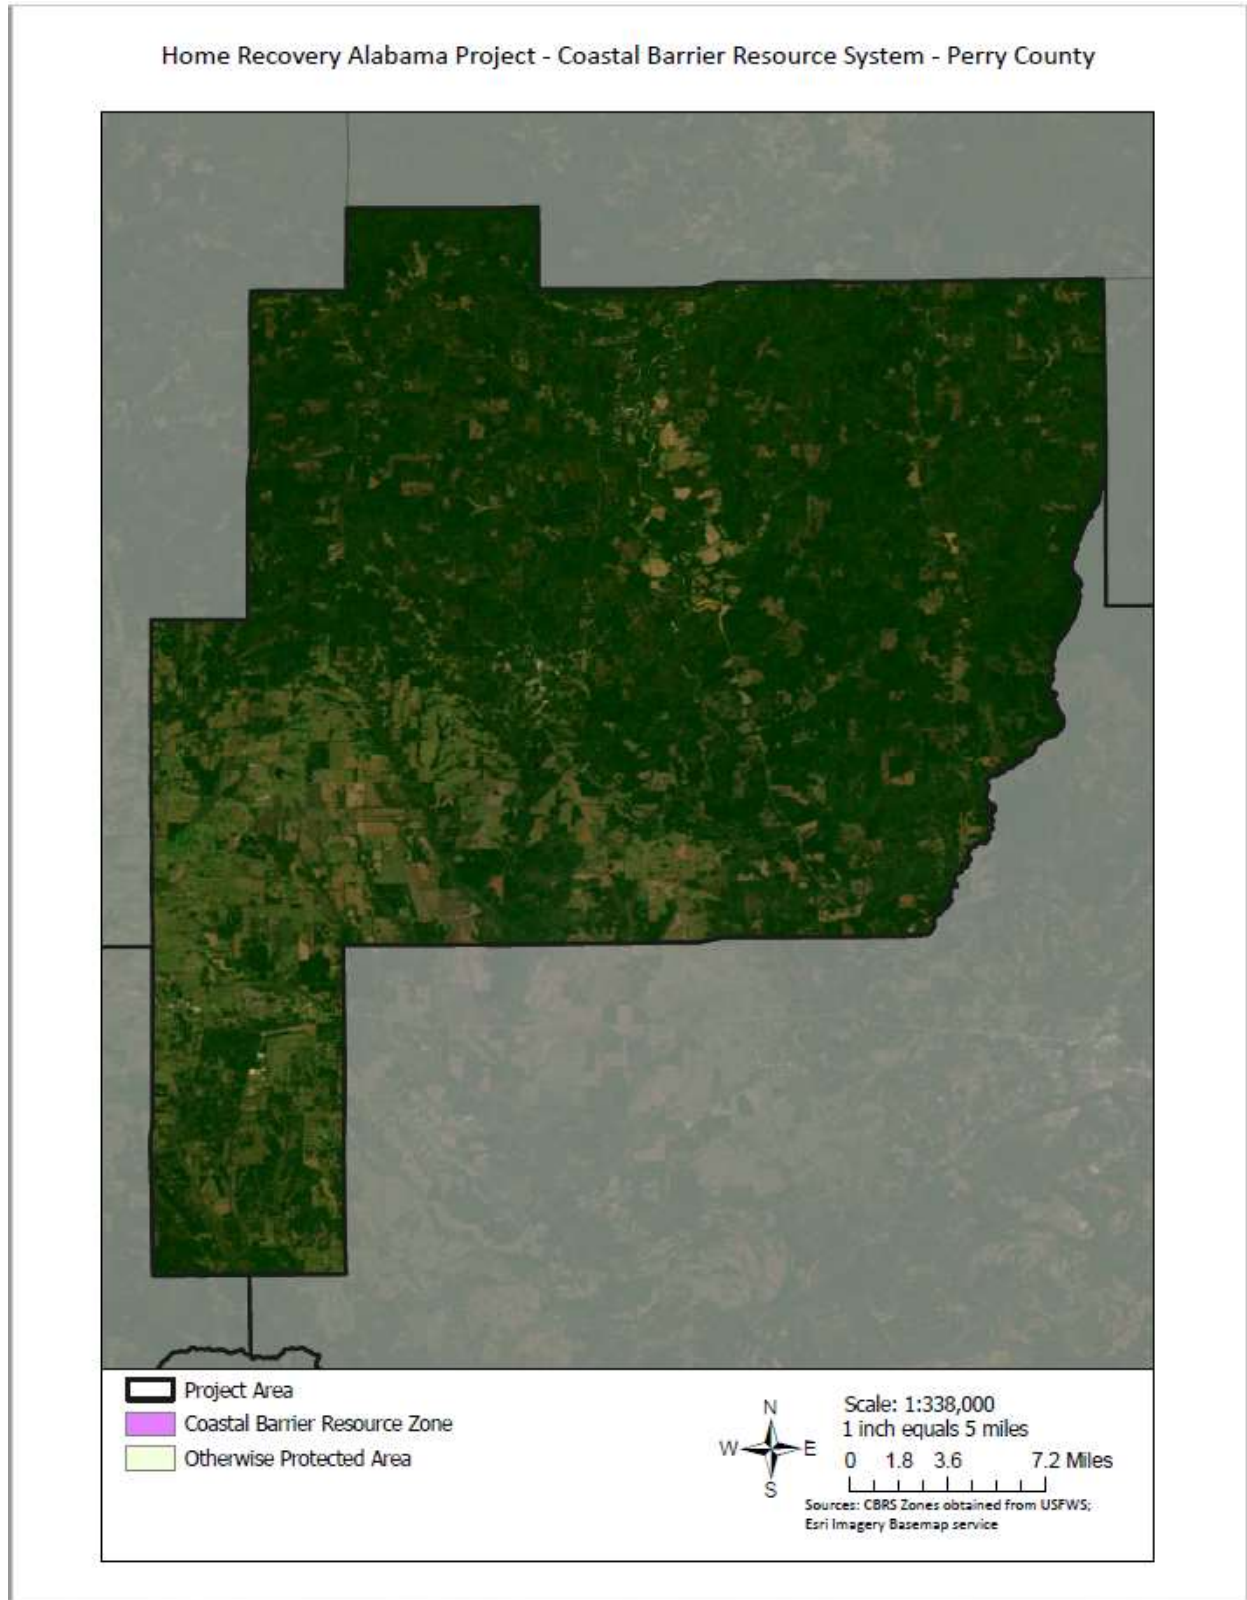 Home Recovery Alabama Project - Coastal Barrier Resource System - Perry County
Project Area
Coastal Barrier Resource Zone
Otherwise Protected Area
N
W E
S
Scale: 1:338,000
1 inch equals 5 miles
0 1.8 3.6 7.2 Miles
Sources: CBRS Zones obtained from USFWS;
Esri Imagery Basemap service